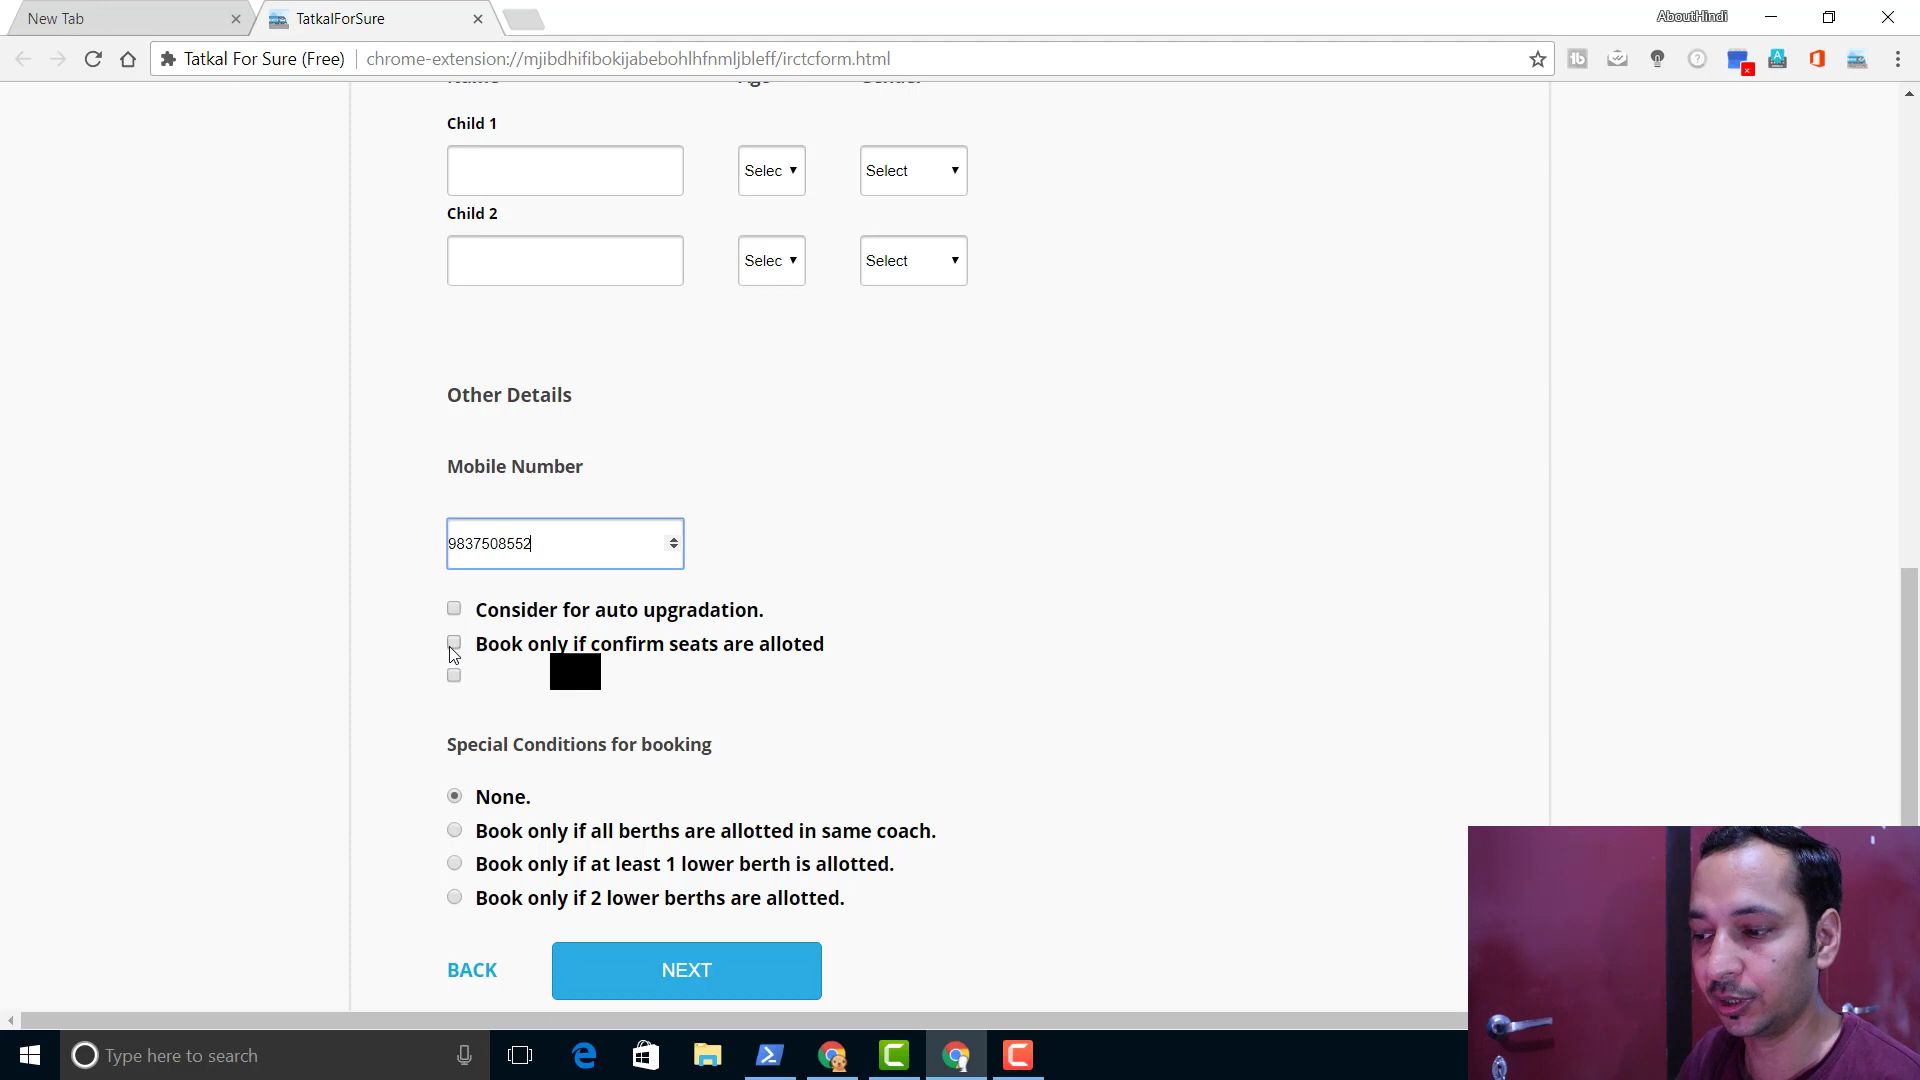 New Tab
TatkalForSure
AboutHindi
Tatkal For Sure (Free)
chrome-extension://mjibdhifibokijabebohlhfnmljbleff/irctcform.html
Name Age Gender
Child 1
Selec
Select
Child 2
Selec
Select
Other Details
Mobile Number
9837508552
Consider for auto upgradation.
Book only if confirm seats are alloted
Special Conditions for booking
None.
Book only if all berths are allotted in same coach.
Book only if at least 1 lower berth is allotted.
Book only if 2 lower berths are allotted.
BACK
NEXT
Type here to search